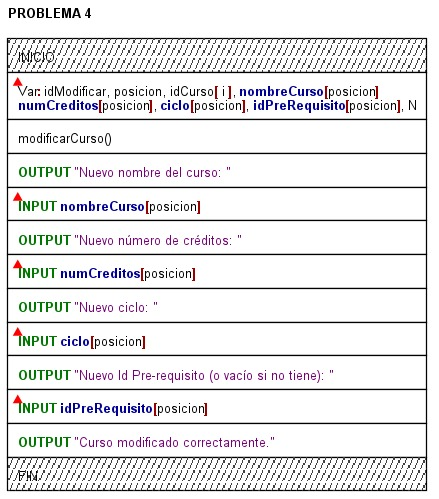 PROBLEMA 4
INICIO
Var: idModificar, posicion, idCurso[ i ], nombreCurso[posicion]
numCreditos[posicion], ciclo[posicion], idPreRequisito[posicion], N
modificarCurso()
OUTPUT "Nuevo nombre del curso: "
INPUT nombreCurso[posicion]
OUTPUT "Nuevo número de créditos: "
INPUT numCreditos[posicion]
OUTPUT "Nuevo ciclo: "
INPUT ciclo[posicion]
OUTPUT "Nuevo Id Pre-requisito (o vacío si no tiene): "
INPUT idPreRequisito[posicion]
OUTPUT "Curso modificado correctamente."
FIN